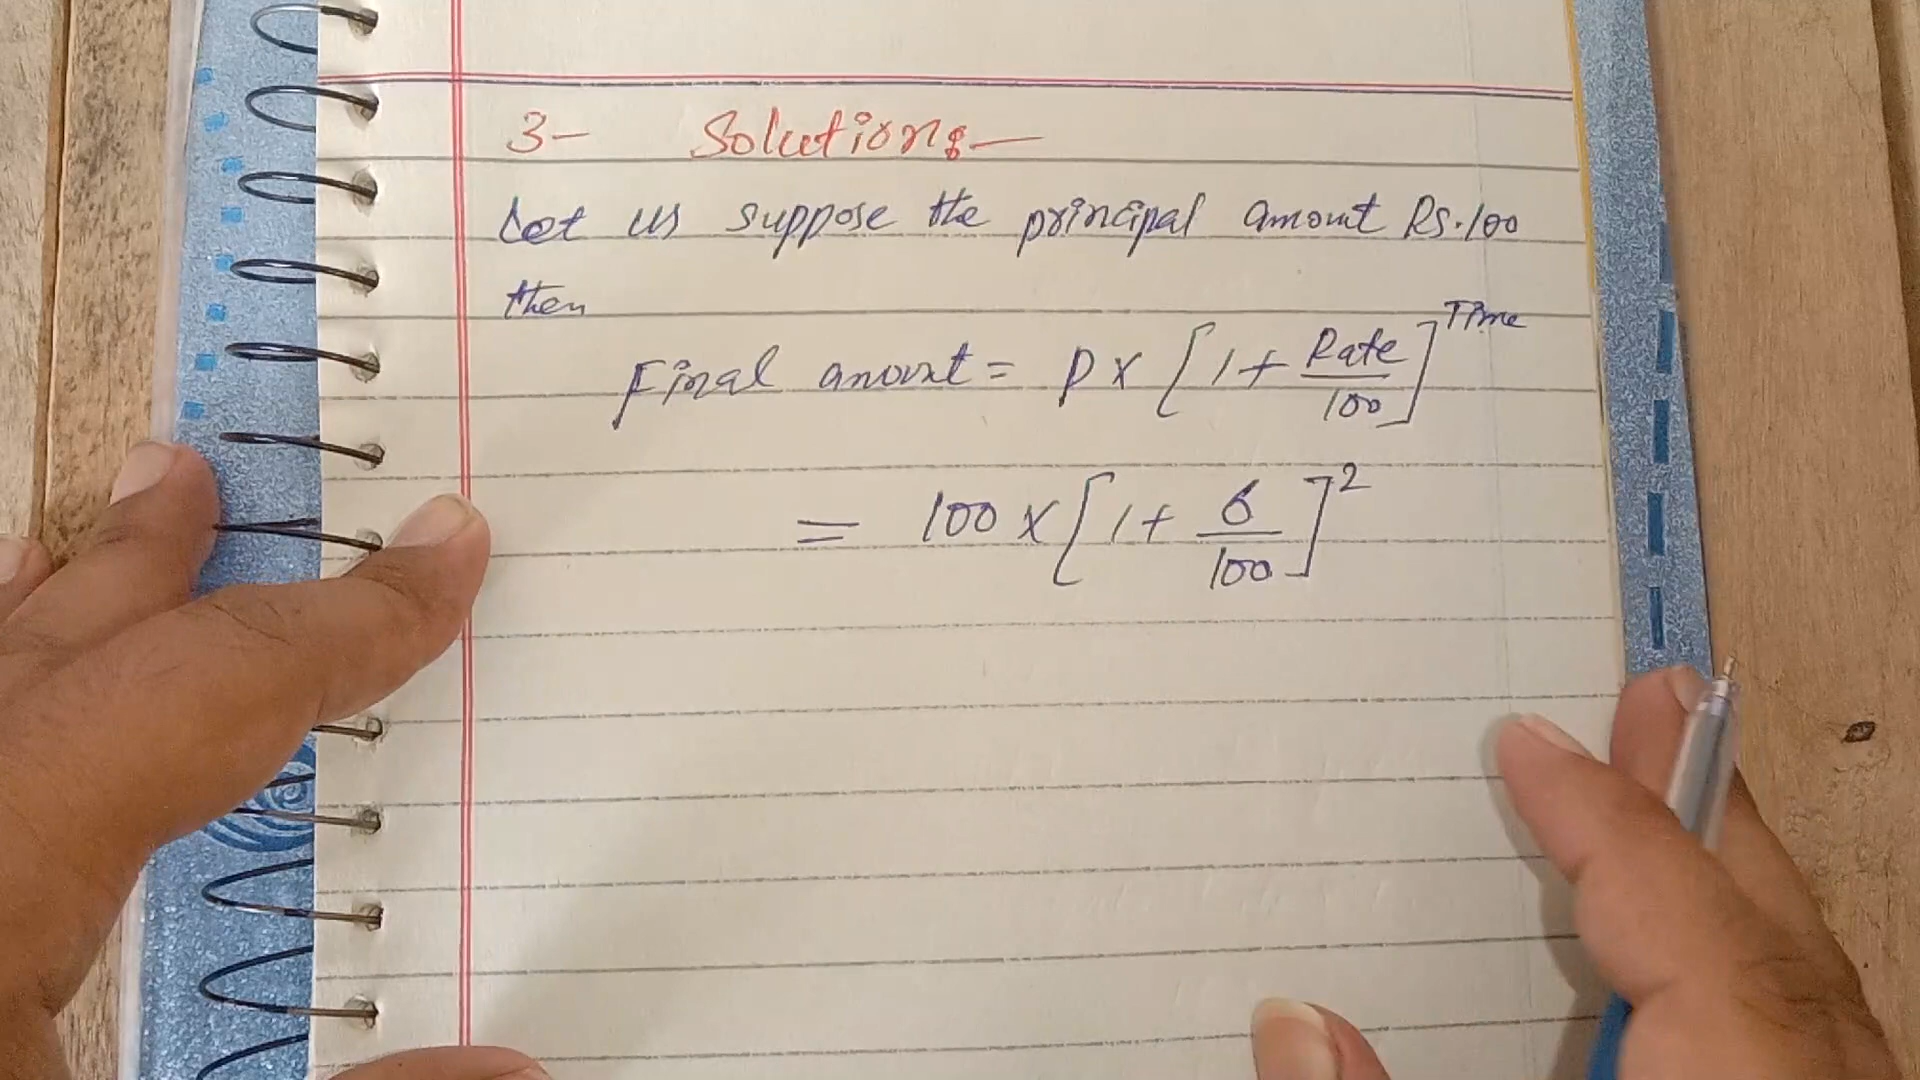 3- Solution:-
Let us suppose the principal amount Rs.100
then
Final amount = P × [1 + Rate/100]^Time
= 100 × [1 + 6/100]^2